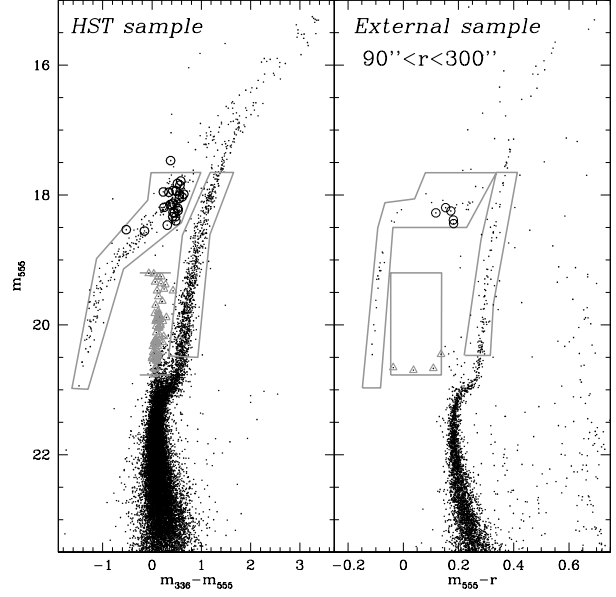 HST sample
External sample
90''<r<300''
16
18
20
22
m555
-1 0 1 2 3
-0.2 0 0.2 0.4 0.6
m336-m555
m555-r